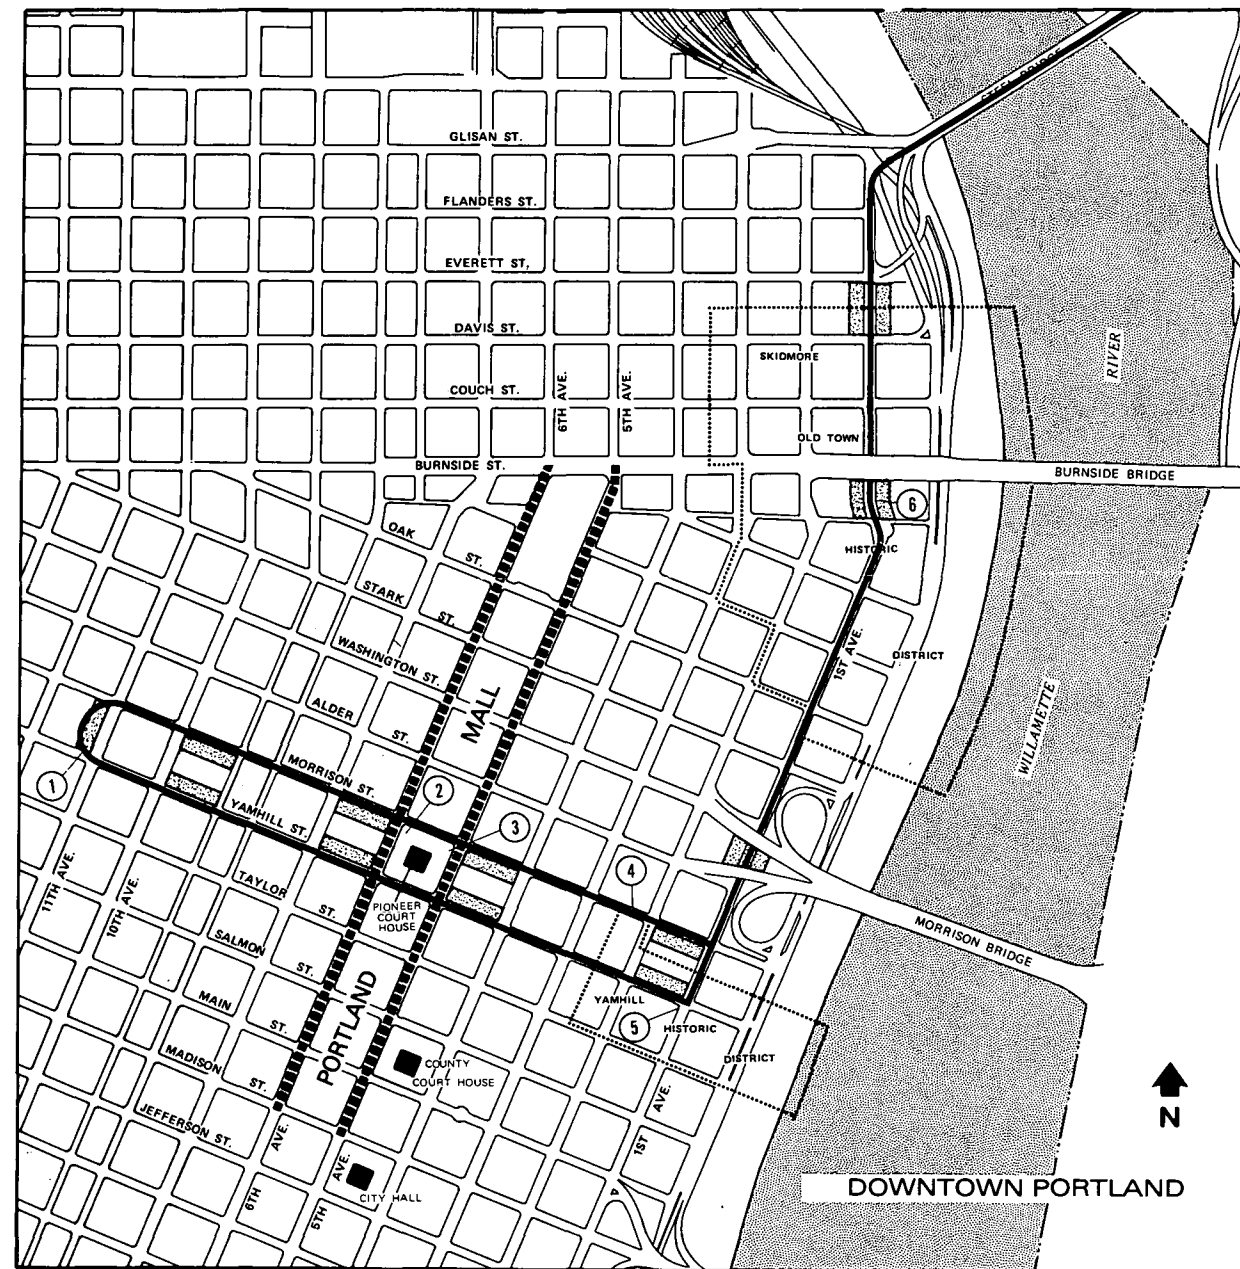 STEEL BRIDGE
GLISAN ST.
FLANDERS ST.
EVERETT ST.
DAVIS ST.
SKIDMORE
RIVER
COUCH ST.
6TH AVE.
5TH AVE.
OLD TOWN
BURNSIDE ST.
BURNSIDE BRIDGE
6
OAK ST.
HISTORIC
STARK ST.
WASHINGTON ST.
1ST AVE.
DISTRICT
ALDER ST.
MALL
WILLAMETTE
MORRISON ST.
1
2
YAMHILL ST.
3
4
11TH AVE.
10TH AVE.
TAYLOR ST.
PIONEER
COURT
HOUSE
MORRISON BRIDGE
SALMON ST.
MAIN ST.
YAMHILL
5
HISTORIC
PORTLAND
DISTRICT
MADISON ST.
COUNTY
COURT HOUSE
JEFFERSON ST.
1ST AVE.
N
6TH AVE.
5TH AVE.
CITY HALL
DOWNTOWN PORTLAND